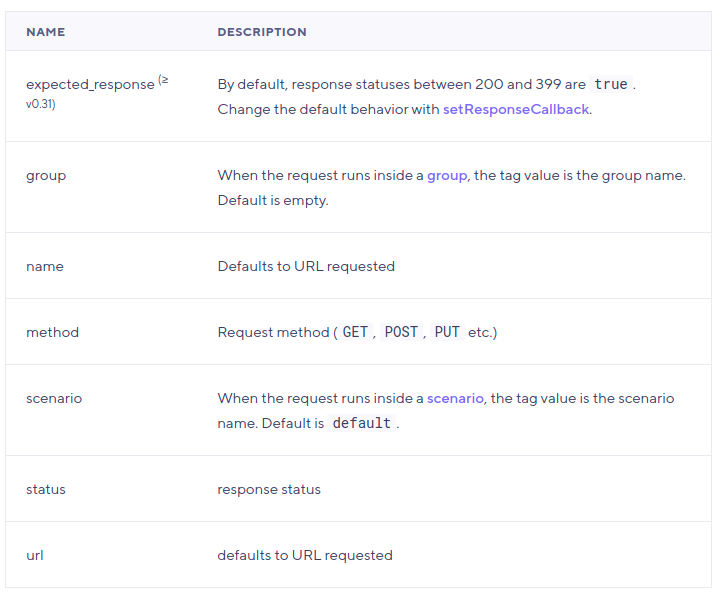 NAME DESCRIPTION
expected_response (≥
v0.31)
By default, response statuses between 200 and 399 are true .
Change the default behavior with setResponseCallback.
group
When the request runs inside a group, the tag value is the group name.
Default is empty.
name
Defaults to URL requested
method
Request method ( GET , POST , PUT etc.)
scenario
When the request runs inside a scenario, the tag value is the scenario
name. Default is default .
status
response status
url
defaults to URL requested